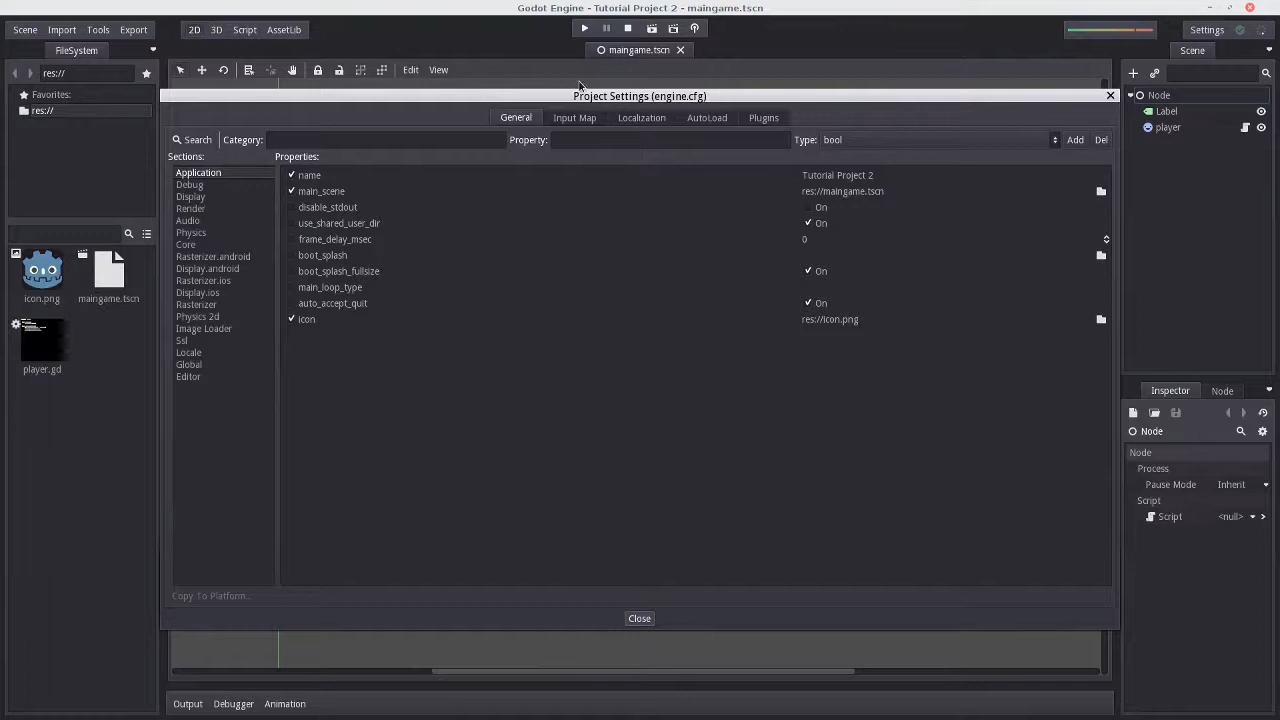 Godot Engine - Tutorial Project 2 - maingame.tscn
Scene Import Tools Export 2D 3D Script AssetLib Settings
FileSystem maingame.tscn Scene
res:// Edit View
Favorites:
res://
Project Settings (engine.cfg)
General Input Map Localization AutoLoad Plugins
Search Category: Property: Type: bool Add Del
Sections: Properties:
Application
Debug
Display
Render
Audio
Physics
Core
Rasterizer.android
Display.android
Rasterizer.ios
Display.ios
Rasterizer
Physics 2d
Image Loader
Ssl
Locale
Global
Editor
name Tutorial Project 2
main_scene res://maingame.tscn
disable_stdout On
use_shared_user_dir On
frame_delay_msec 0
boot_splash
boot_splash_fullsize On
main_loop_type
auto_accept_quit On
icon res://icon.png
Copy To Platform..
Close
icon.png maingame.tscn
player.gd
Node
Label
player
Inspector Node
Node
Node
Process
Pause Mode Inherit
Script
Script <null>
Output Debugger Animation